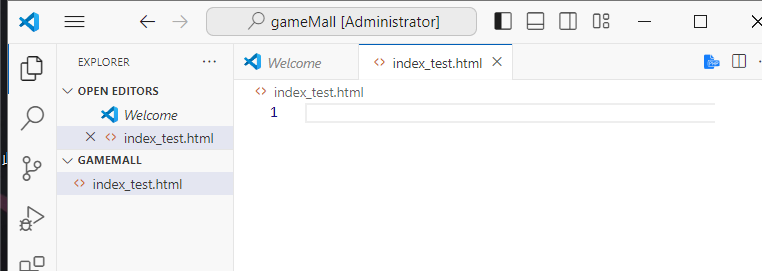 gameMall [Administrator]
EXPLORER
Welcome
index_test.html
OPEN EDITORS
Welcome
index_test.html
GAMEMALL
index_test.html
index_test.html
1